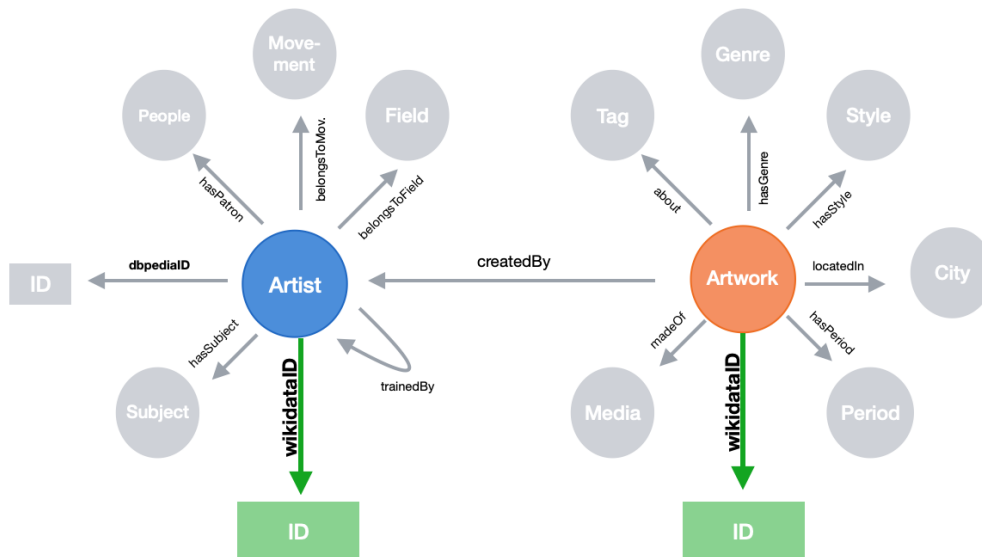 Move-
ment
Genre
People
Field
Tag
Style
hasPatron
belongsToMov.
belongsToField
about
hasGenre
hasStyle
ID
dbpediaID
Artist
createdBy
Artwork
locatedIn
City
hasSubject
trainedBy
madeOf
hasPeriod
Subject
wikidataID
Media
wikidataID
Period
ID
ID